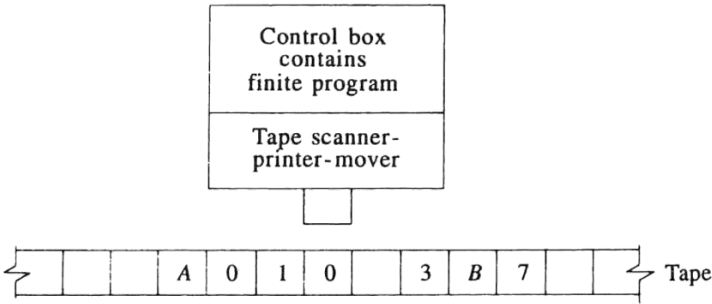 Control box
contains
finite program
Tape scanner-
printer-mover
A 0 1 0 3 B 7 Tape